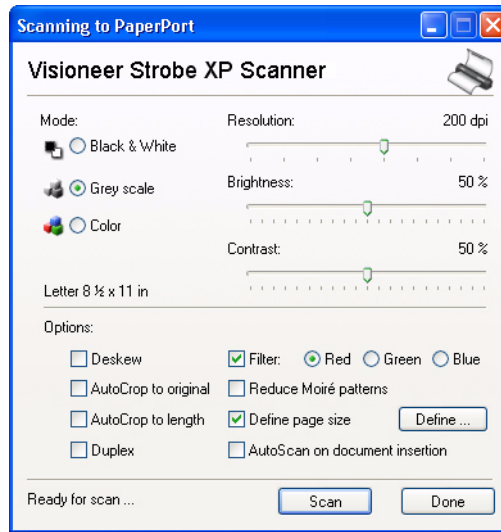 Scanning to PaperPort
Visioneer Strobe XP Scanner
Mode:
Black & White
Grey scale
Color
Letter 8 ½ x 11 in
Resolution: 200 dpi
Brightness: 50 %
Contrast: 50 %
Options:
Deskew
AutoCrop to original
AutoCrop to length
Duplex
Filter: Red Green Blue
Reduce Moiré patterns
Define page size Define ...
AutoScan on document insertion
Ready for scan ... Scan Done